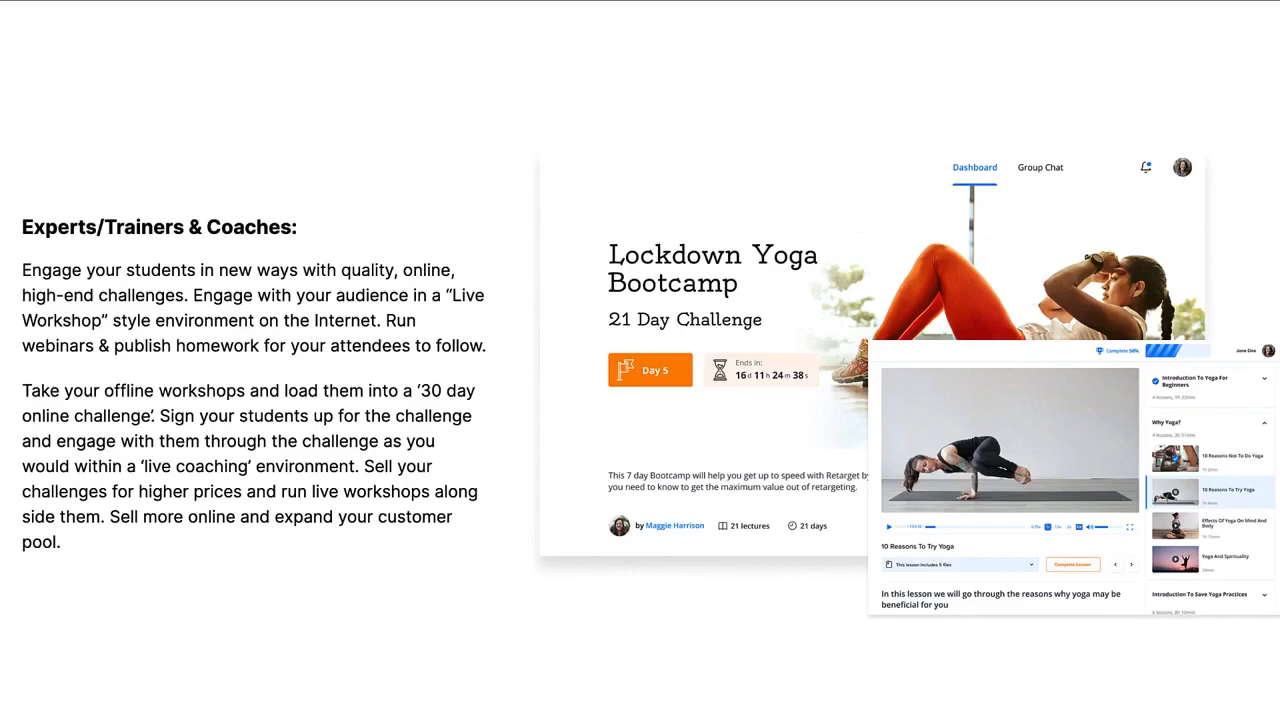 Experts/Trainers & Coaches:
Engage your students in new ways with quality, online,
high-end challenges. Engage with your audience in a “Live
Workshop” style environment on the Internet. Run
webinars & publish homework for your attendees to follow.
Take your offline workshops and load them into a ‘30 day
online challenge’. Sign your students up for the challenge
and engage with them through the challenge as you
would within a ‘live coaching’ environment. Sell your
challenges for higher prices and run live workshops along
side them. Sell more online and expand your customer
pool.
Dashboard Group Chat
Lockdown Yoga
Bootcamp
21 Day Challenge
Day 5
Ends in:
16d 11h 24m 38s
This 7 day Bootcamp will help you get up to speed with Retarget by
you need to know to get the maximum value out of retargeting.
by Maggie Harrison 21 lectures 21 days
Complete 50% Jane Doe
10 Reasons To Try Yoga
This lesson includes 5 files
Complete Lesson
In this lesson we will go through the reasons why yoga may be
beneficial for you
Introduction To Yoga For
Beginners
Why Yoga?
10 Reasons Not To Do Yoga
10 Reasons To Try Yoga
Effects Of Yoga On Mind And
Body
Yoga And Spirituality
Introduction To Save Yoga Practices